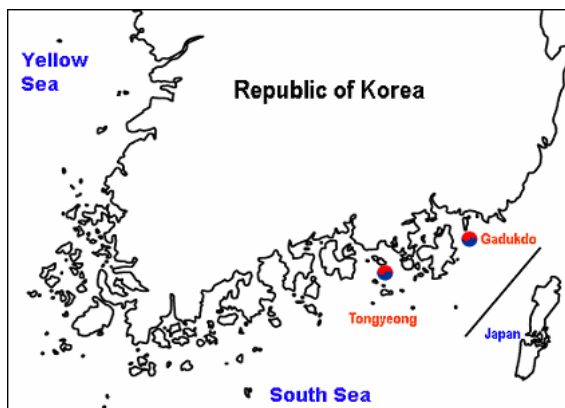 Yellow
Sea
Republic of Korea
Gadukdo
Tongyeong
Japan
South Sea